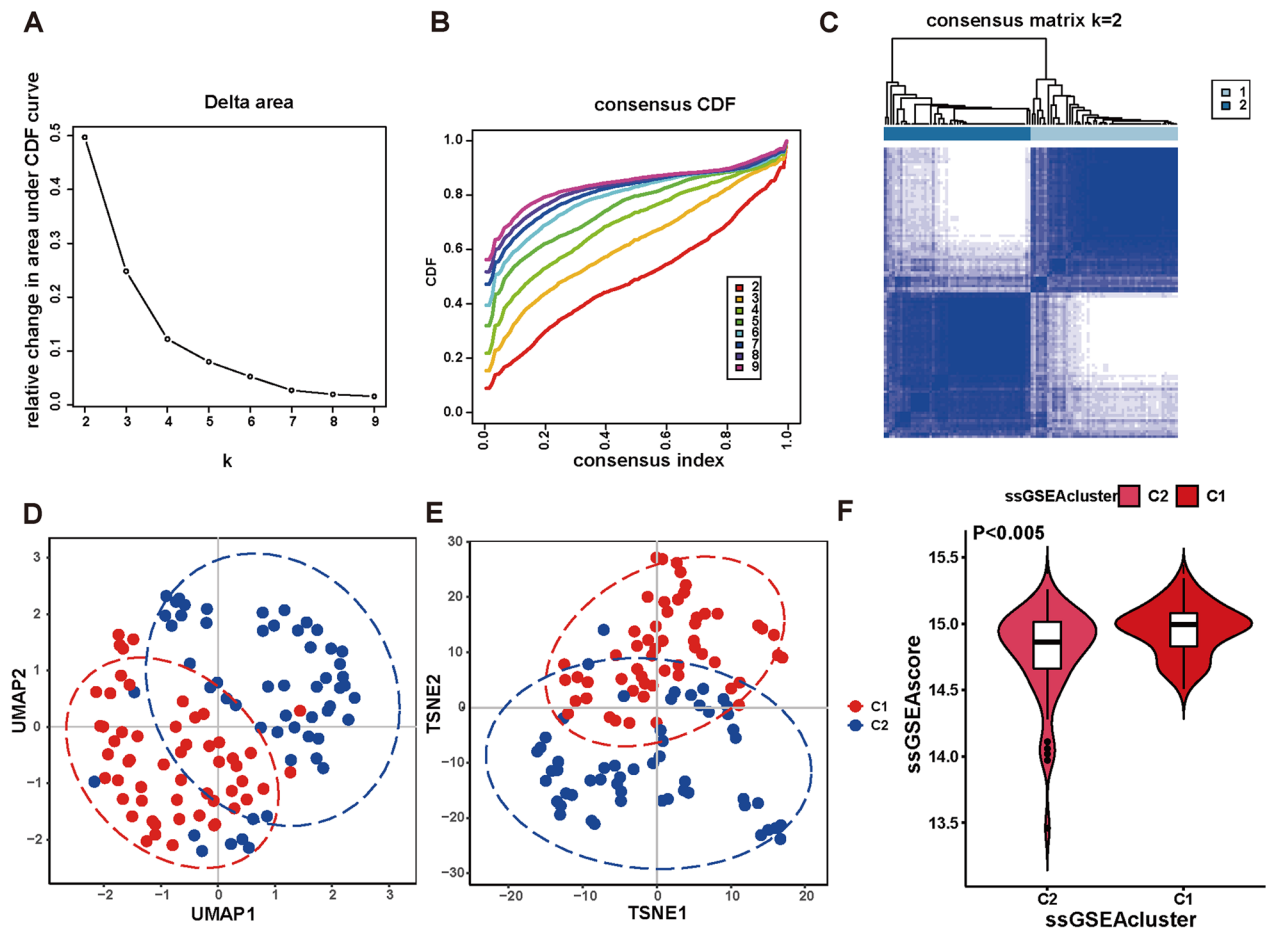 A
Delta area
relative change in area under CDF curve
0.5
0.4
0.3
0.2
0.1
0.0
2 3 4 5 6 7 8 9
k
B
consensus CDF
CDF
1.0
0.8
0.6
0.4
0.2
0.0
2
3
4
5
6
7
8
9
0.0 0.2 0.4 0.6 0.8 1.0
consensus index
C
consensus matrix k=2
1
2
D
UMAP2
3
2
1
0
−1
−2
−2 −1 0 1 2 3
UMAP1
E
TSNE2
30
20
10
0
−10
−20
−30
−20 −10 0 10 20
TSNE1
C1
C2
F
ssGSEAcluster C2 C1
P<0.005
ssGSEAscore
15.5
15.0
14.5
14.0
13.5
C2 C1
ssGSEAcluster